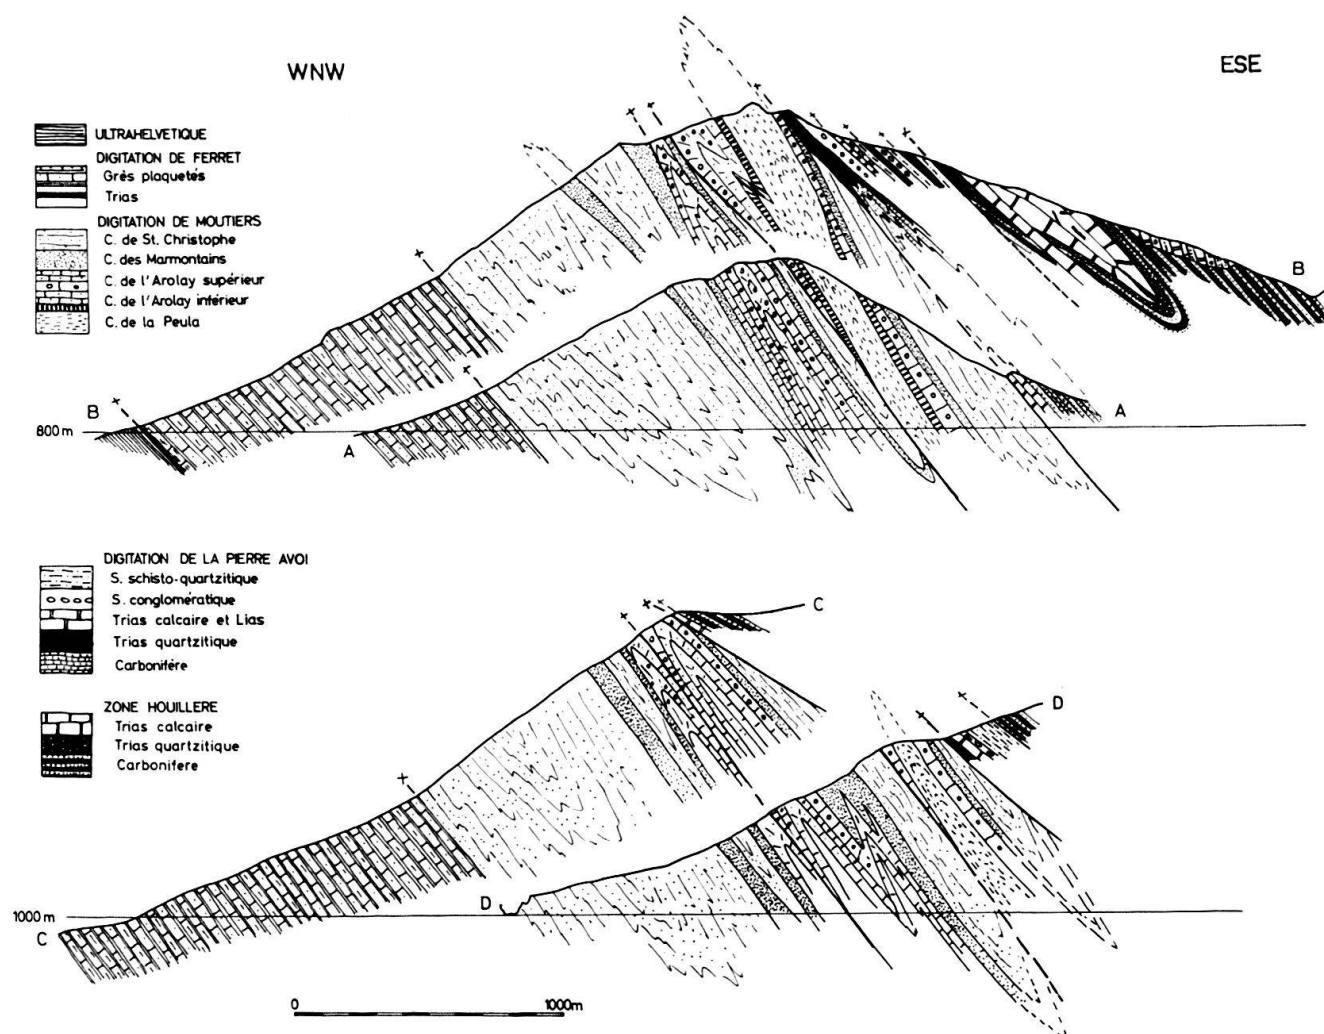 WNW
ESE
ULTRAHELVETIQUE
DIGITATION DE FERRET
Grès plaquetés
Trias
DIGITATION DE MOUTIERS
C. de St. Christophe
C. des Marmontains
C. de l'Arolay supérieur
C. de l'Arolay intérieur
C. de la Peula
B
B
800 m
A
A
DIGITATION DE LA PIERRE AVOI
S. schisto-quartzitique
S. conglomératique
Trias calcaire et Lias
Trias quartzitique
Carbonifère
ZONE HOUILLERE
Trias calcaire
Trias quartzitique
Carbonifere
C
D
1000 m
C
D
0
1000m